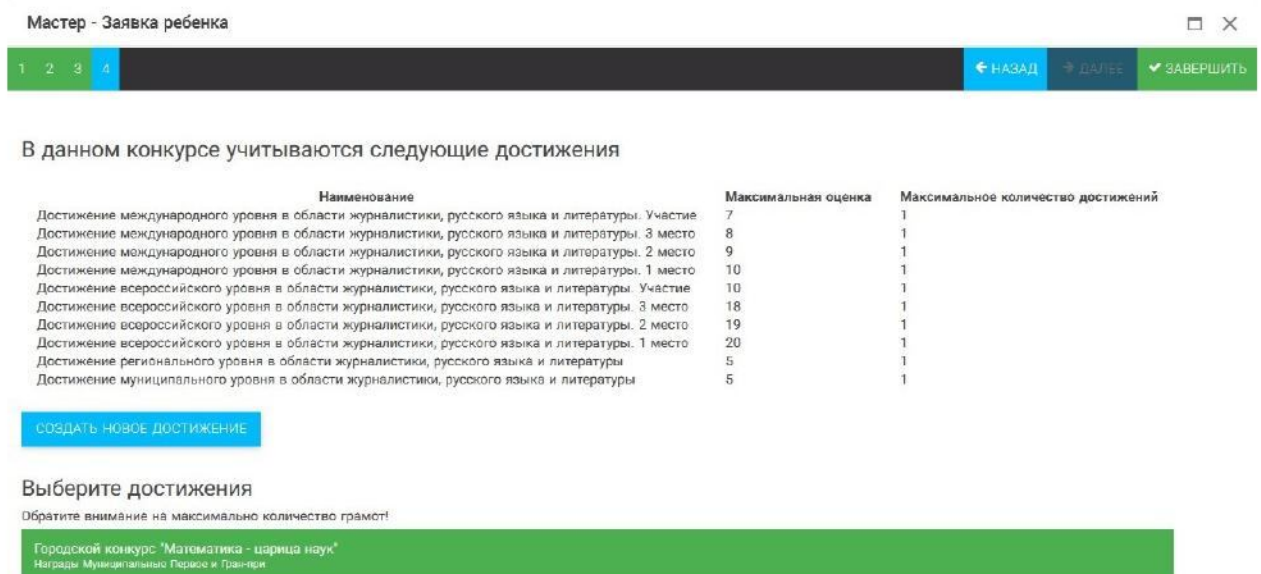 Мастер - Заявка ребенка
1 2 3 4 НАЗАД ДАЛЕЕ ЗАВЕРШИТЬ
В данном конкурсе учитываются следующие достижения
Наименование Максимальная оценка Максимальное количество достижений
Достижение международного уровня в области журналистики, русского языка и литературы. Участие 7 1
Достижение международного уровня в области журналистики, русского языка и литературы. 3 место 8 1
Достижение международного уровня в области журналистики, русского языка и литературы. 2 место 9 1
Достижение международного уровня в области журналистики, русского языка и литературы. 1 место 10 1
Достижение всероссийского уровня в области журналистики, русского языка и литературы. Участие 10 1
Достижение всероссийского уровня в области журналистики, русского языка и литературы. 3 место 18 1
Достижение всероссийского уровня в области журналистики, русского языка и литературы. 2 место 19 1
Достижение всероссийского уровня в области журналистики, русского языка и литературы. 1 место 20 1
Достижение регионального уровня в области журналистики, русского языка и литературы 5 1
Достижение муниципального уровня в области журналистики, русского языка и литературы 5 1
СОЗДАТЬ НОВОЕ ДОСТИЖЕНИЕ
Выберите достижения
Обратите внимание на максимально количество грамот!
Городской конкурс "Математика - царица наук"
Награды Муниципальные Первое и Гран-при